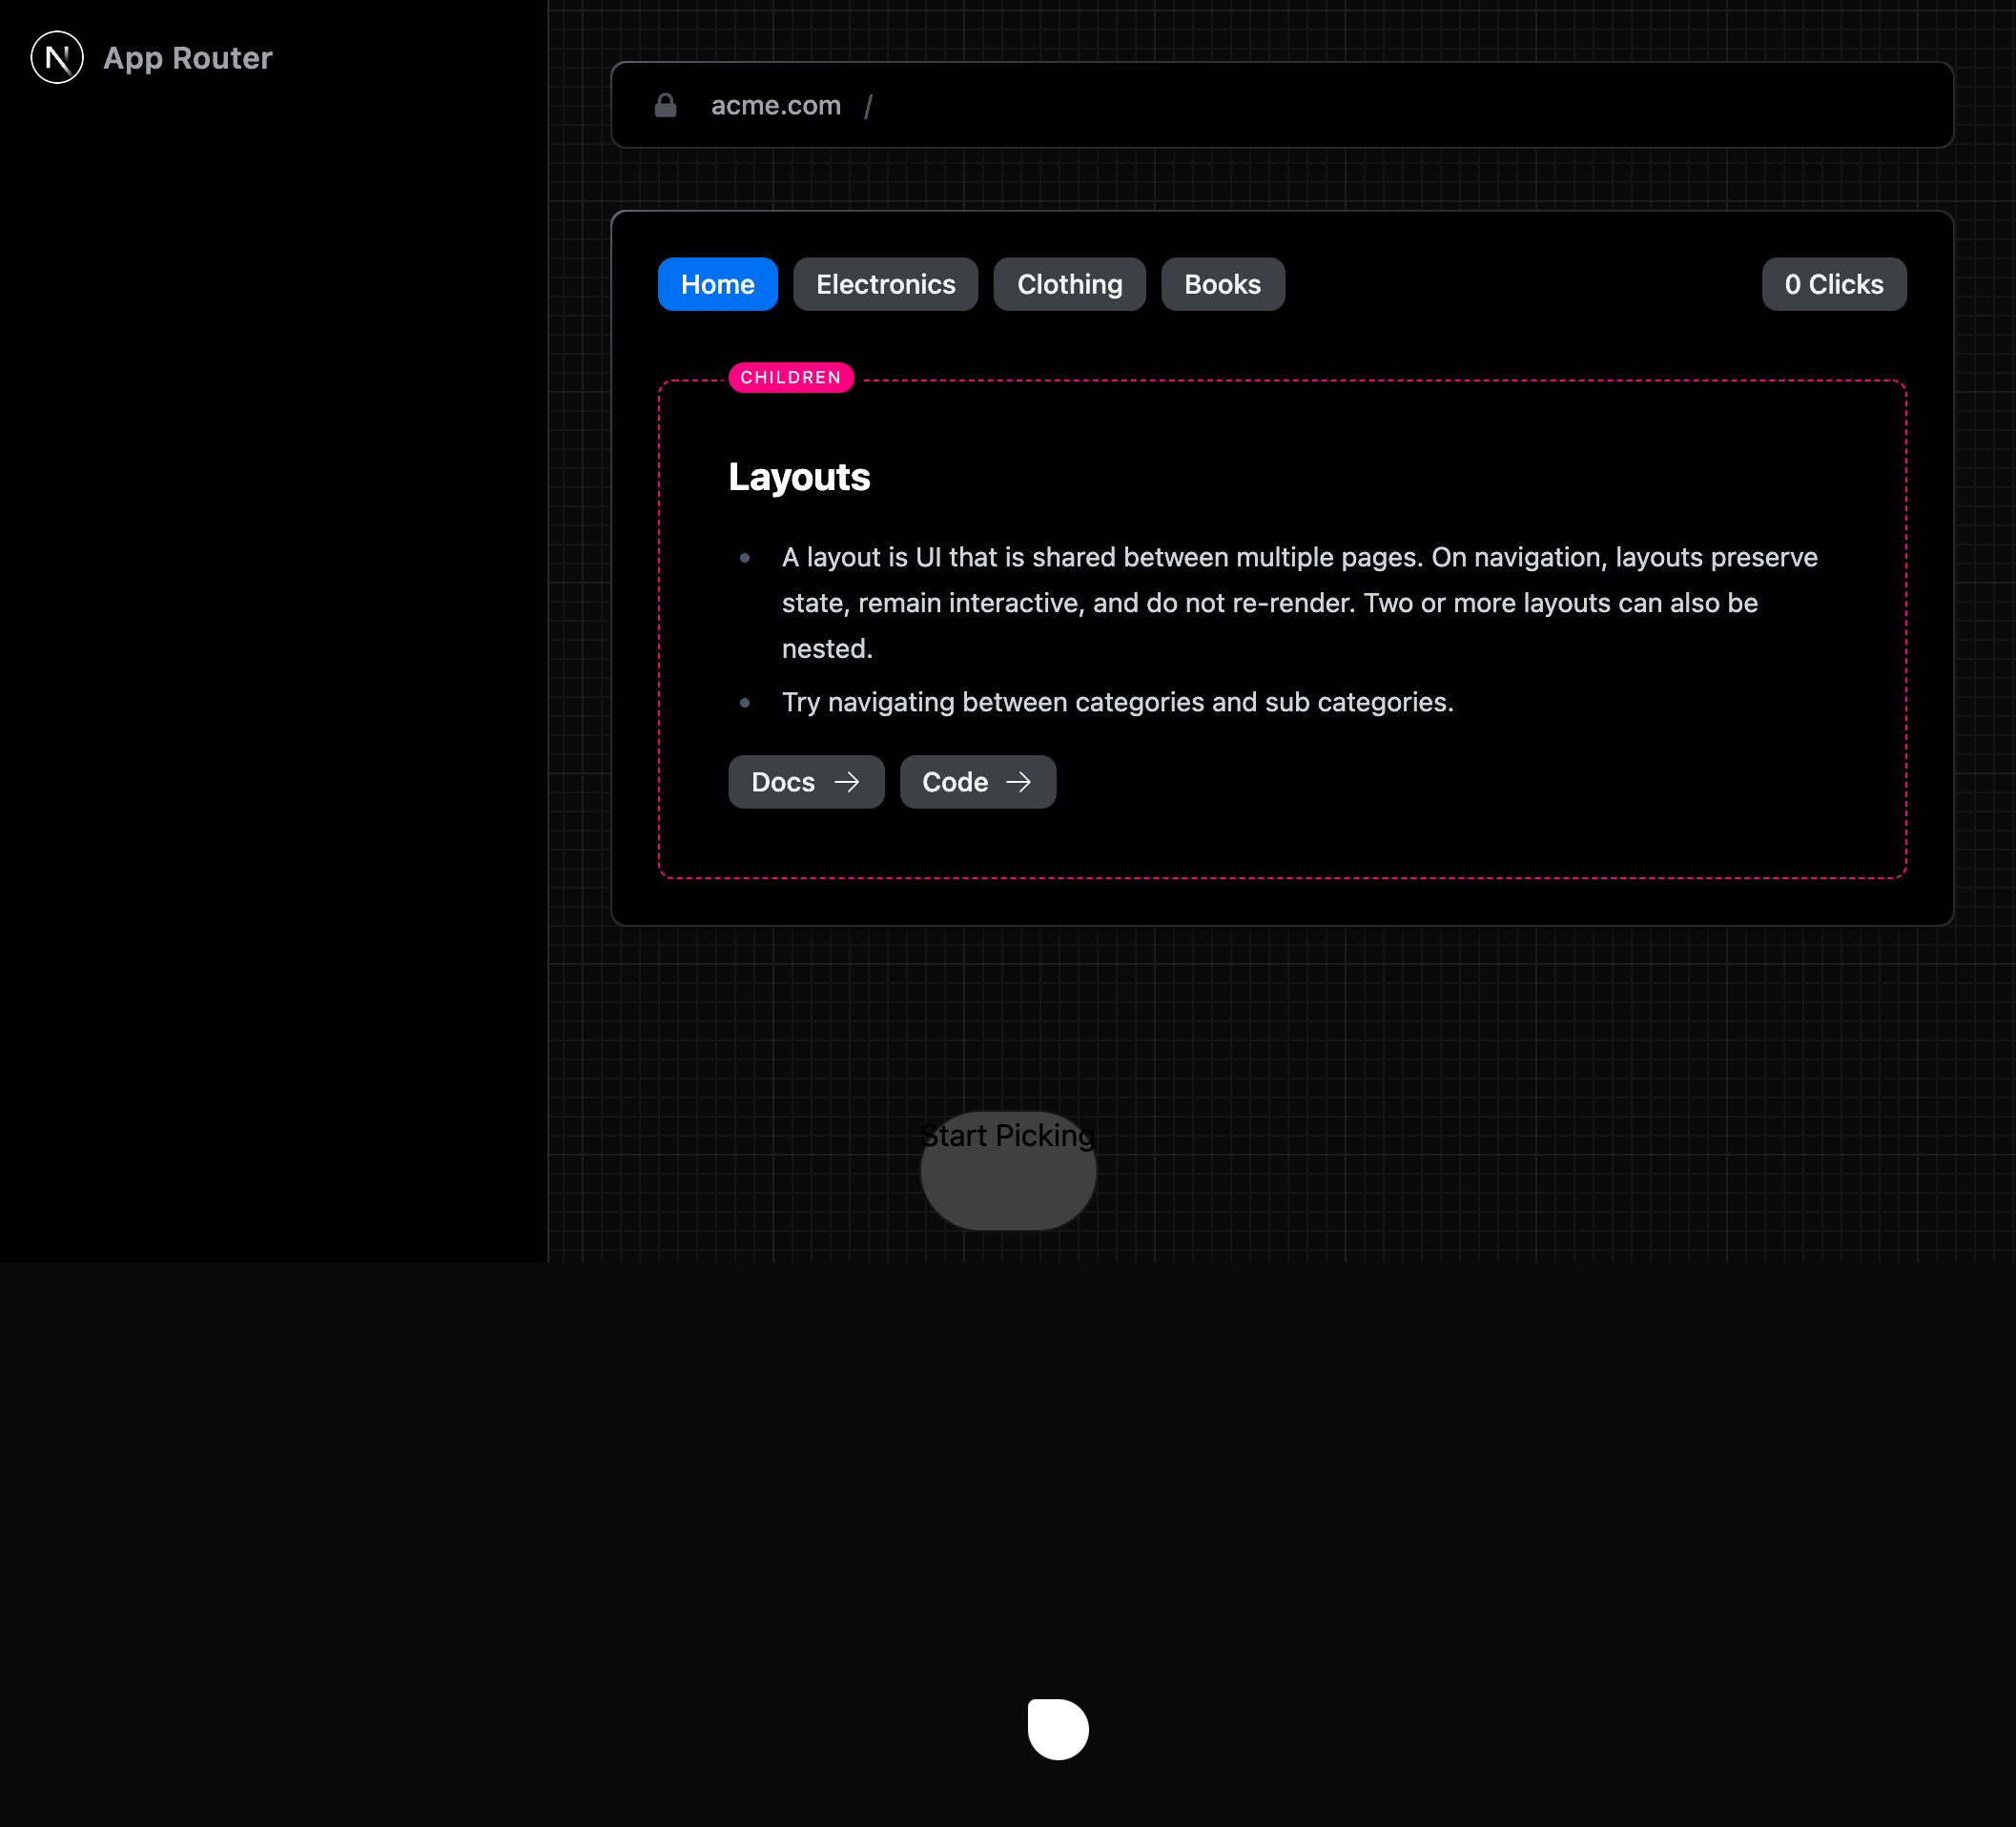 App Router
acme.com /
Home Electronics Clothing Books 0 Clicks
CHILDREN
Layouts
A layout is UI that is shared between multiple pages. On navigation, layouts preserve
state, remain interactive, and do not re-render. Two or more layouts can also be
nested.
Try navigating between categories and sub categories.
Docs → Code →
Start Picking